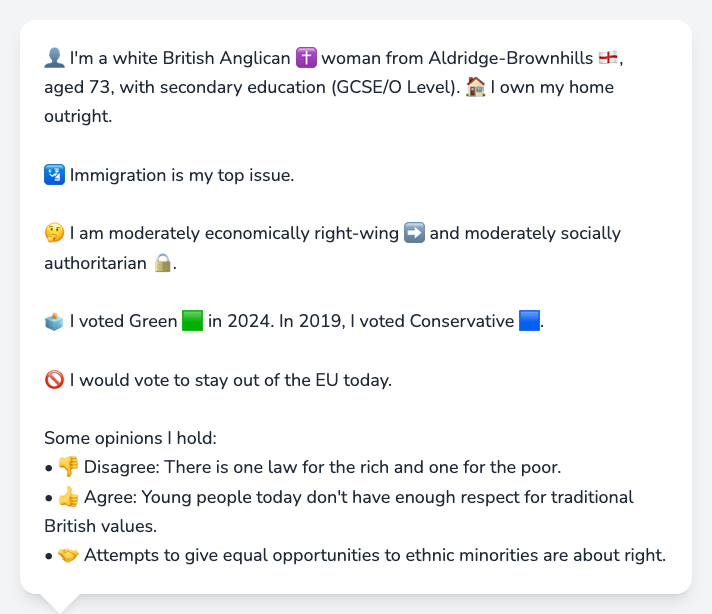 👤 I'm a white British Anglican ✝️ woman from Aldridge-Brownhills 🏴󠁧󠁢󠁥󠁮󠁧󠁿,
aged 73, with secondary education (GCSE/O Level). 🏠 I own my home
outright.
🛂 Immigration is my top issue.
🤔 I am moderately economically right-wing ➡️ and moderately socially
authoritarian 🔒.
🗳️ I voted Green 🟩 in 2024. In 2019, I voted Conservative 🟦.
🚫 I would vote to stay out of the EU today.
Some opinions I hold:
• 👎 Disagree: There is one law for the rich and one for the poor.
• 👍 Agree: Young people today don't have enough respect for traditional
British values.
• 🤝 Attempts to give equal opportunities to ethnic minorities are about right.